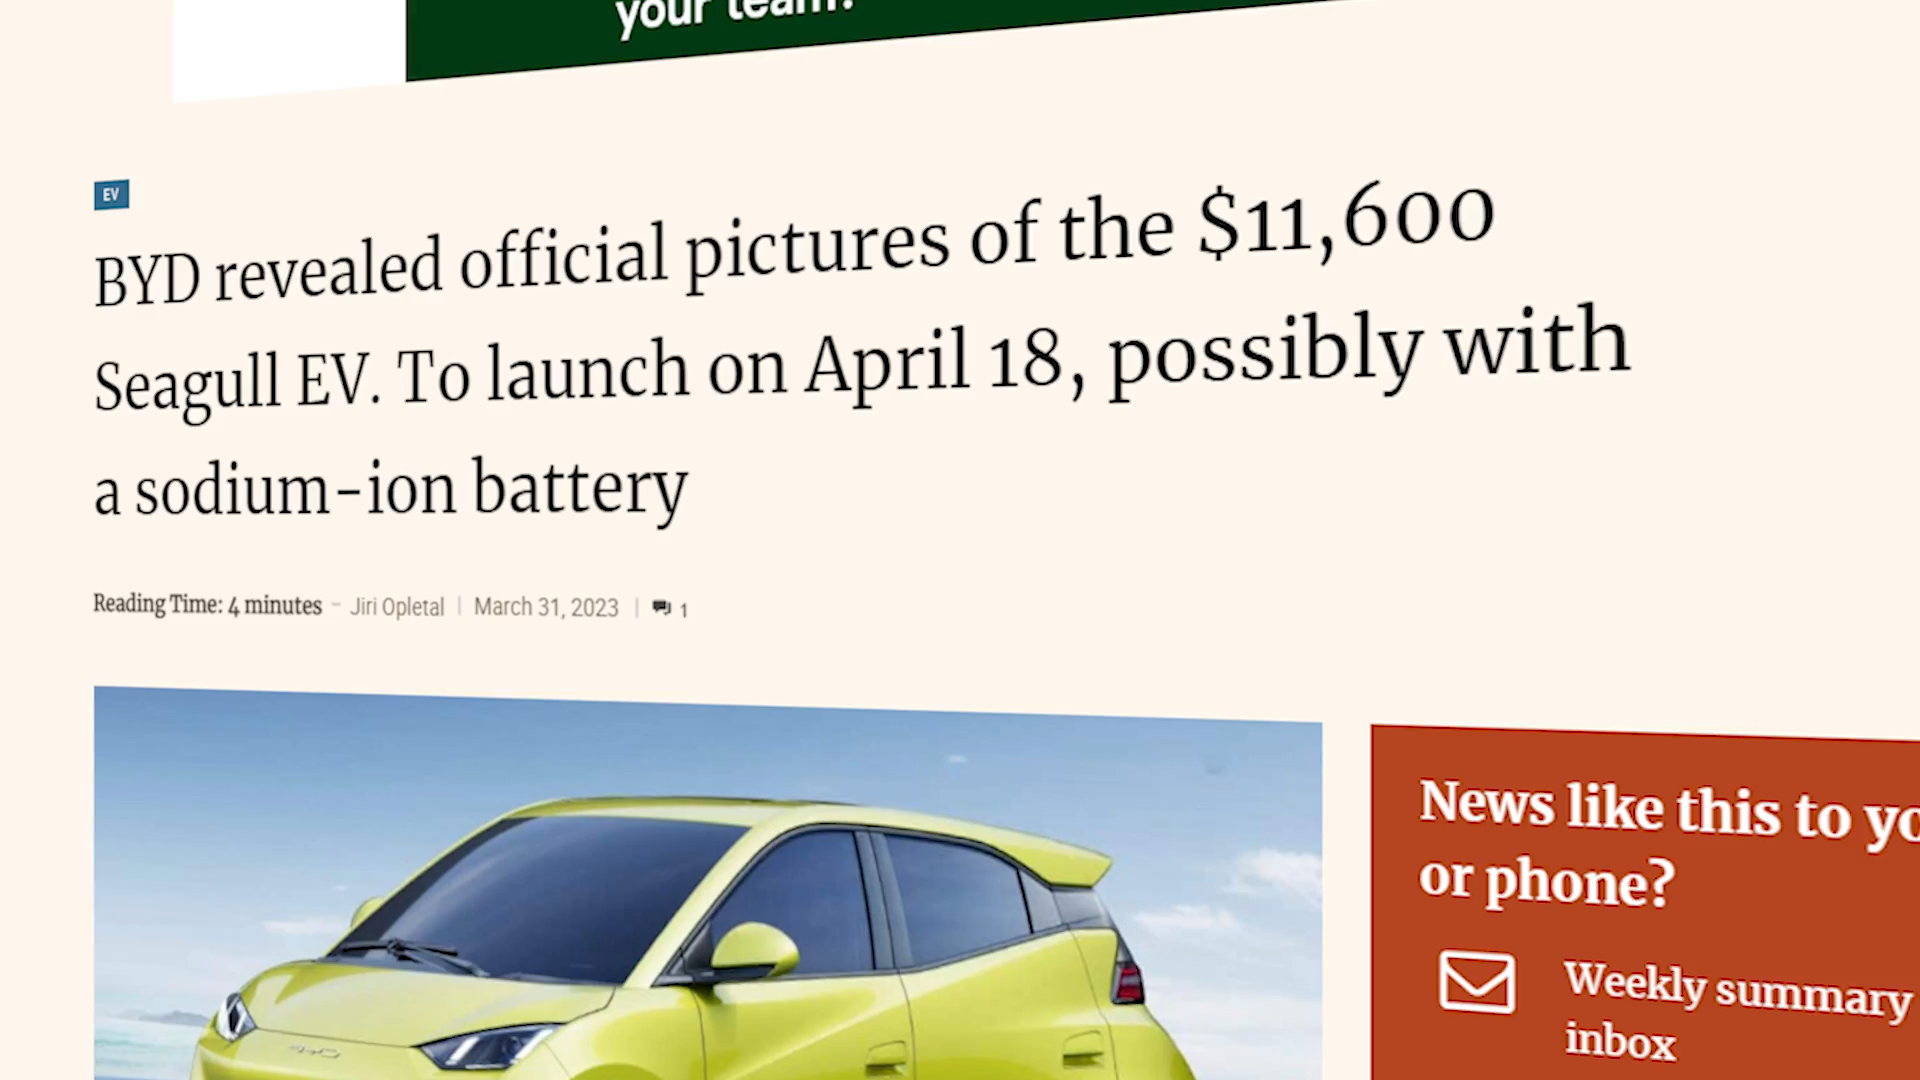 your team?
EV
BYD revealed official pictures of the $11,600
Seagull EV. To launch on April 18, possibly with
a sodium-ion battery
Reading Time: 4 minutes – Jiri Opletal | March 31, 2023 | 1
BYD
News like this to yo
or phone?
Weekly summary
inbox